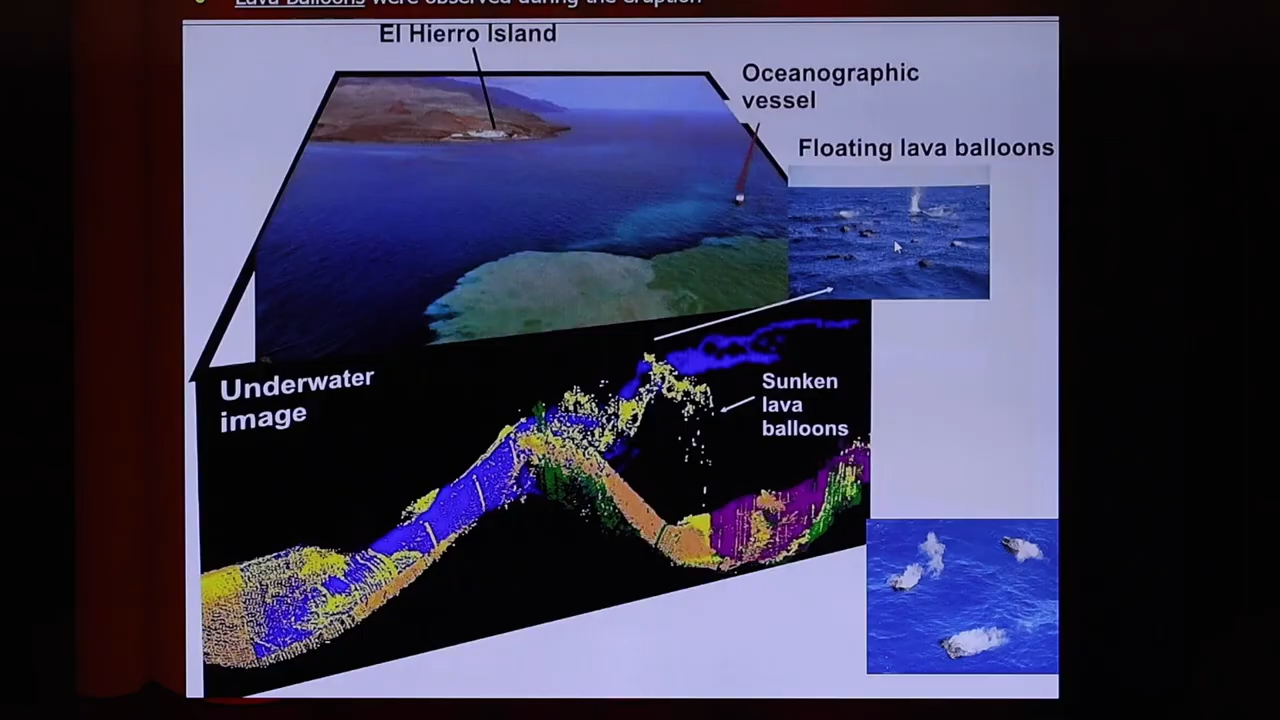 Lava Balloons were observed during the eruption
El Hierro Island
Oceanographic
vessel
Floating lava balloons
Underwater
image
Sunken
lava
balloons